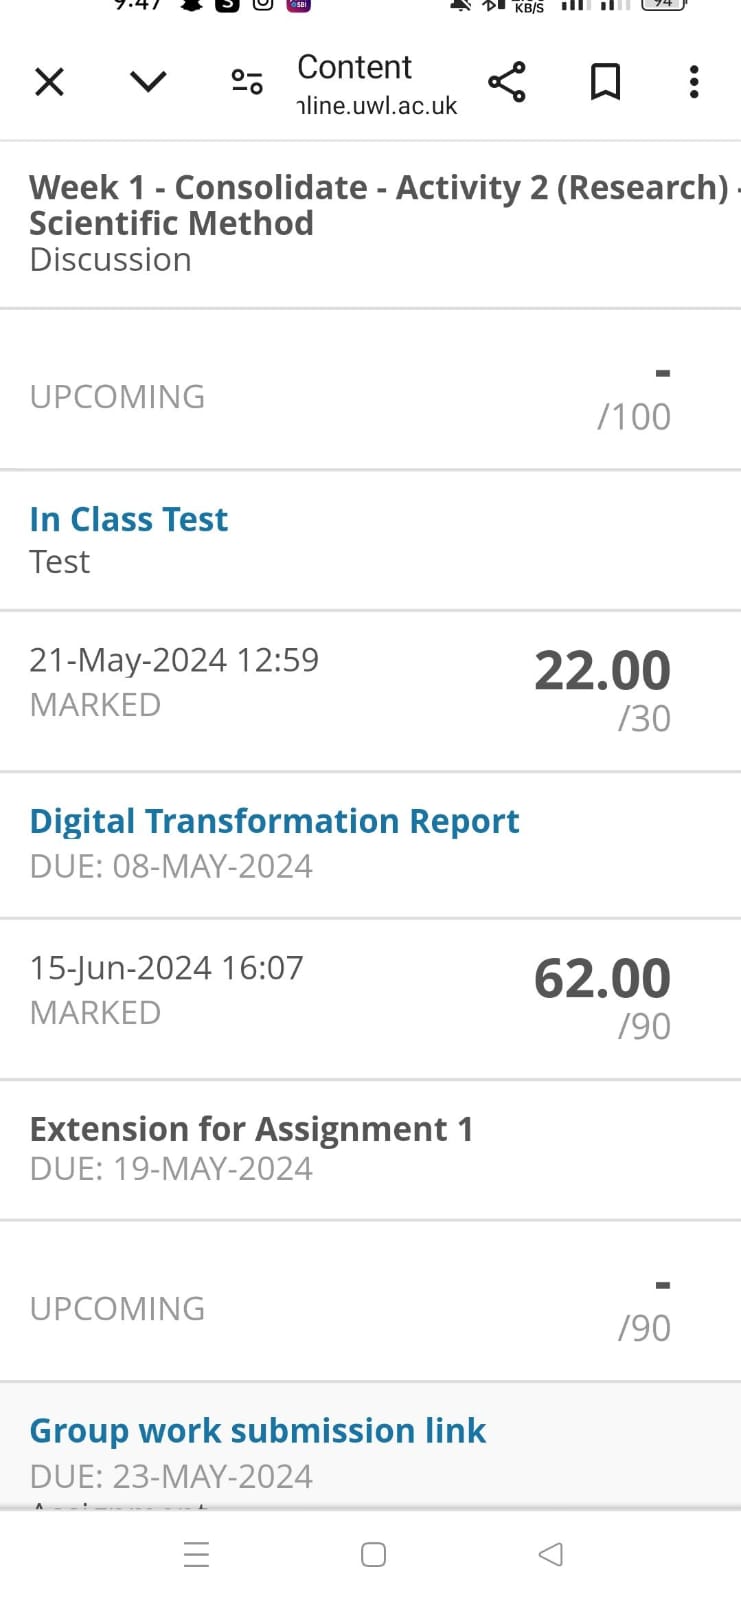 9:47
S
SBI
KB/S
94
Content
nline.uwl.ac.uk
Week 1 - Consolidate - Activity 2 (Research) -
Scientific Method
Discussion
-
UPCOMING
/100
In Class Test
Test
21-May-2024 12:59
22.00
MARKED
/30
Digital Transformation Report
DUE: 08-MAY-2024
15-Jun-2024 16:07
62.00
MARKED
/90
Extension for Assignment 1
DUE: 19-MAY-2024
-
UPCOMING
/90
Group work submission link
DUE: 23-MAY-2024